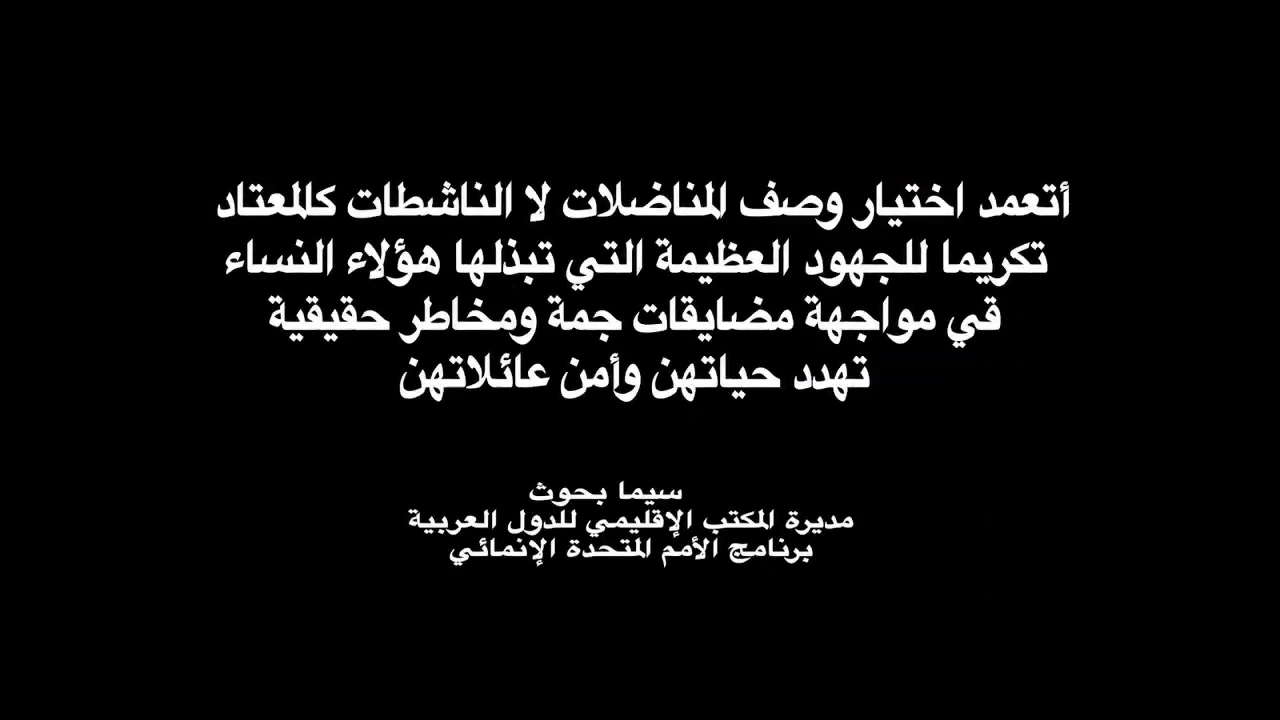 أتعمد اختيار وصف المناضلات لا الناشطات كالمعتاد
تكريما للجهود العظيمة التي تبذلها هؤلاء النساء
قي مواجهة مضايقات جمة ومخاطر حقيقية
تهدد حياتهن وأمن عائلاتهن
سيما بحوث
مديرة المكتب الإقليمي للدول العربية
برنامج الأمم المتحدة الإنمائي